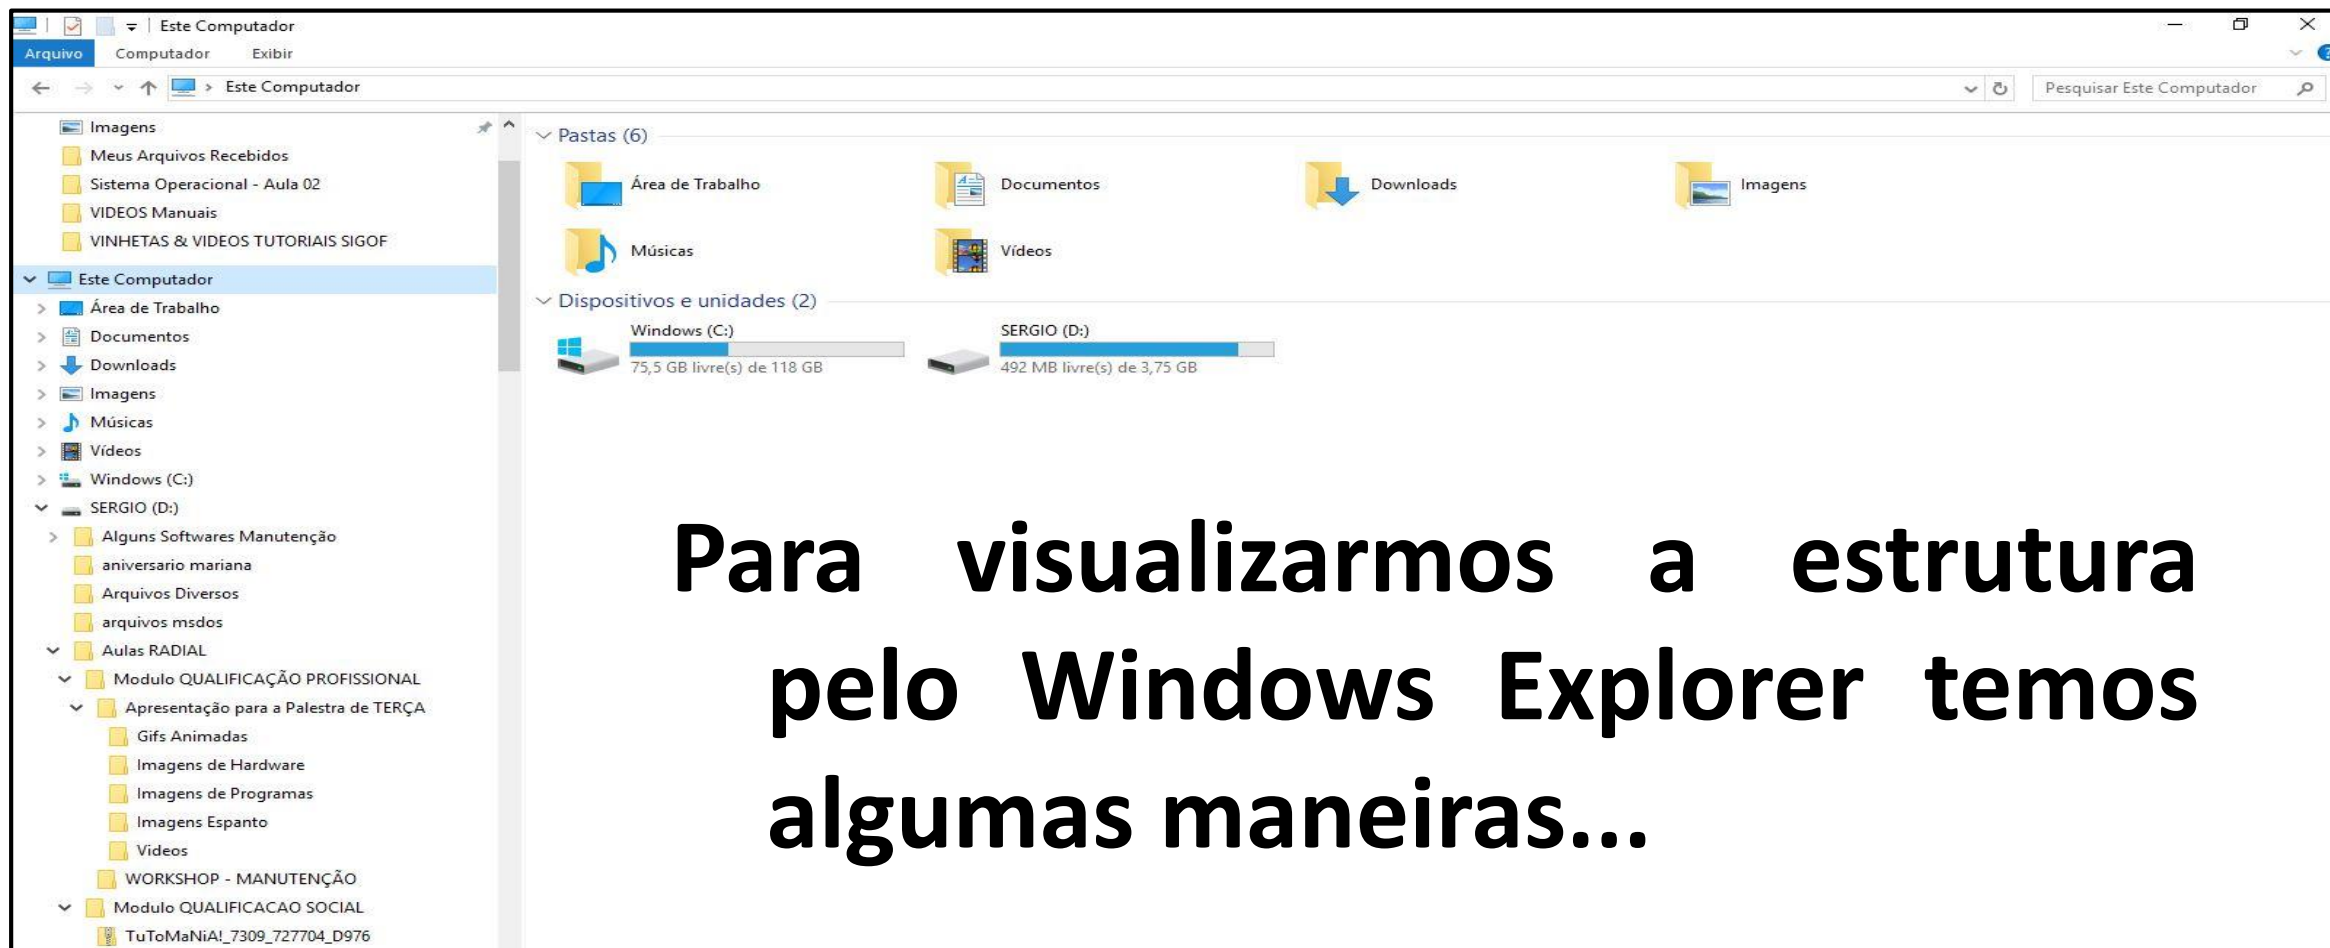 Este Computador
Arquivo Computador Exibir
Este Computador
Pesquisar Este Computador
Imagens
Meus Arquivos Recebidos
Sistema Operacional - Aula 02
VIDEOS Manuais
VINHETAS & VIDEOS TUTORIAIS SIGOF
Este Computador
Área de Trabalho
Documentos
Downloads
Imagens
Músicas
Vídeos
Windows (C:)
SERGIO (D:)
Alguns Softwares Manutenção
aniversario mariana
Arquivos Diversos
arquivos msdos
Aulas RADIAL
Modulo QUALIFICAÇÃO PROFISSIONAL
Apresentação para a Palestra de TERÇA
Gifs Animadas
Imagens de Hardware
Imagens de Programas
Imagens Espanto
Videos
WORKSHOP - MANUTENÇÃO
Modulo QUALIFICACAO SOCIAL
TuToMaNiA!_7309_727704_D976
Pastas (6)
Área de Trabalho Documentos Downloads Imagens
Músicas Vídeos
Dispositivos e unidades (2)
Windows (C:) SERGIO (D:)
75,5 GB livre(s) de 118 GB 492 MB livre(s) de 3,75 GB
Para visualizarmos a estrutura
pelo Windows Explorer temos
algumas maneiras...